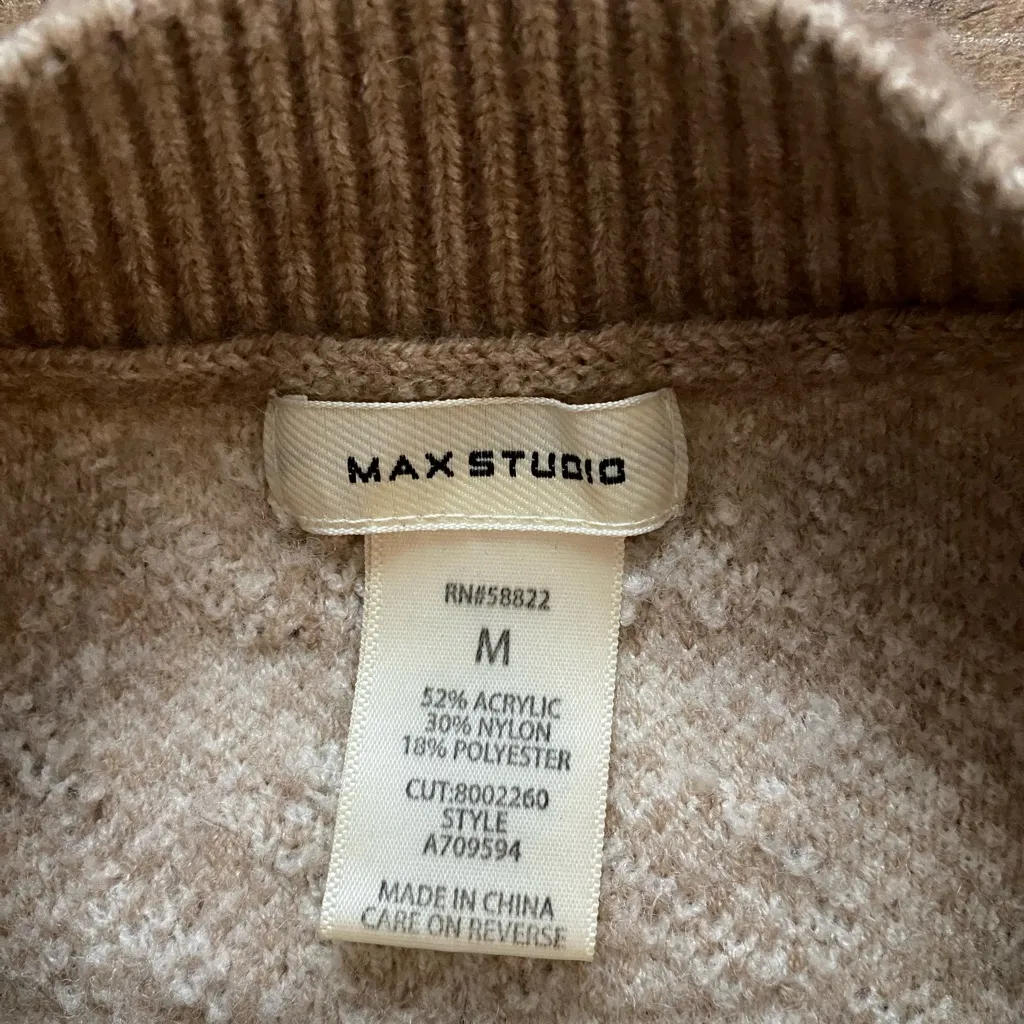 MAX STUDIO
RN#58822
M
52% ACRYLIC
30% NYLON
18% POLYESTER
CUT:8002260
STYLE
A709594
MADE IN CHINA
CARE ON REVERSE